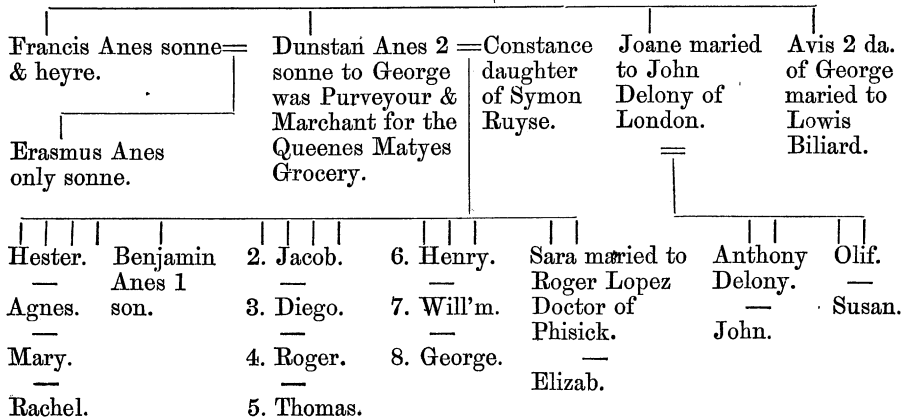 Francis Anes sonne
& heyre.
Erasmus Anes
only sonne.
Dunstan Anes 2
sonne to George
was Purveyour &
Marchant for the
Queenes Matyes
Grocery.
Constance
daughter
of Symon
Ruyse.
Joane maried
to John
Delony of
London.
Avis 2 da.
of George
maried to
Lowis
Biliard.
Hester.
Agnes.
Mary.
Rachel.
Benjamin
Anes 1
son.
2. Jacob.
3. Diego.
4. Roger.
5. Thomas.
6. Henry.
7. Will'm.
8. George.
Sara maried to
Roger Lopez
Doctor of
Phisick.
Elizab.
Anthony
Delony.
John.
Olif.
Susan.